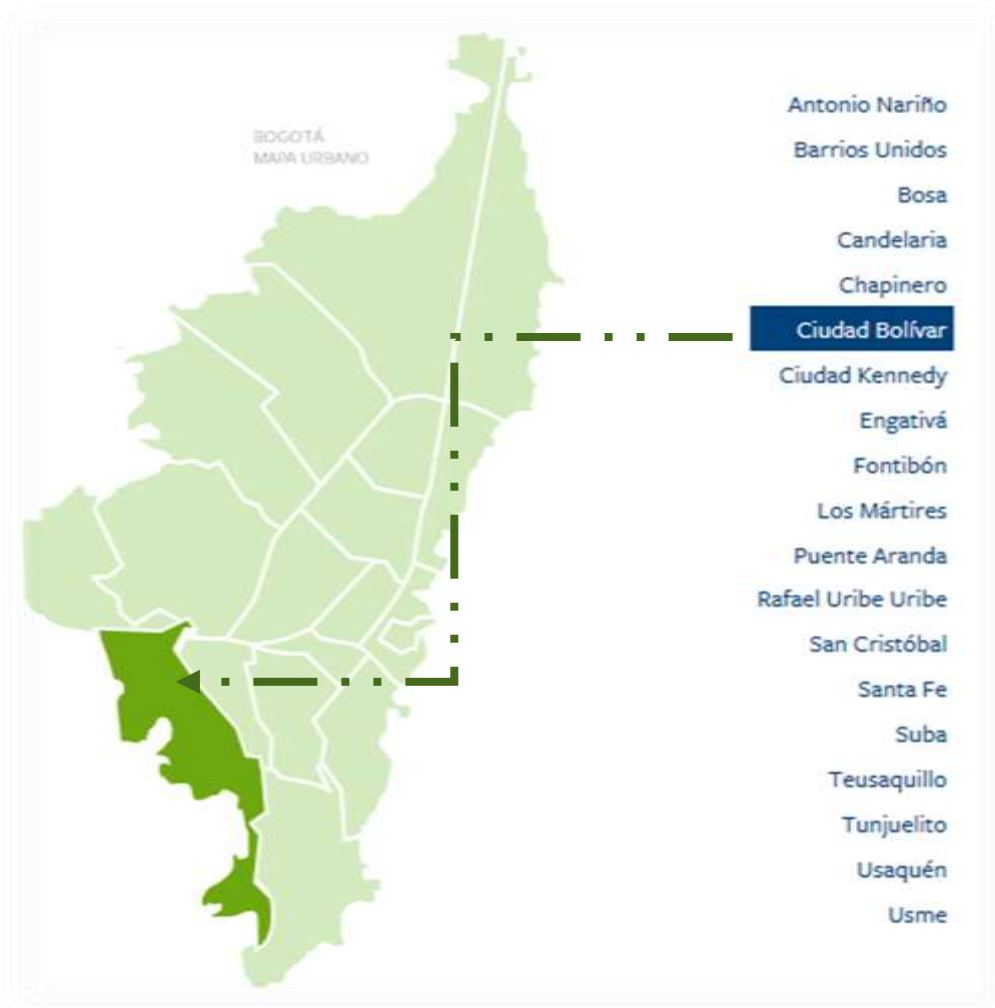 BOGOTÁ
MAPA URBANO
Antonio Nariño
Barrios Unidos
Bosa
Candelaria
Chapinero
Ciudad Bolívar
Ciudad Kennedy
Engativá
Fontibón
Los Mártires
Puente Aranda
Rafael Uribe Uribe
San Cristóbal
Santa Fe
Suba
Teusaquillo
Tunjuelito
Usaquén
Usme